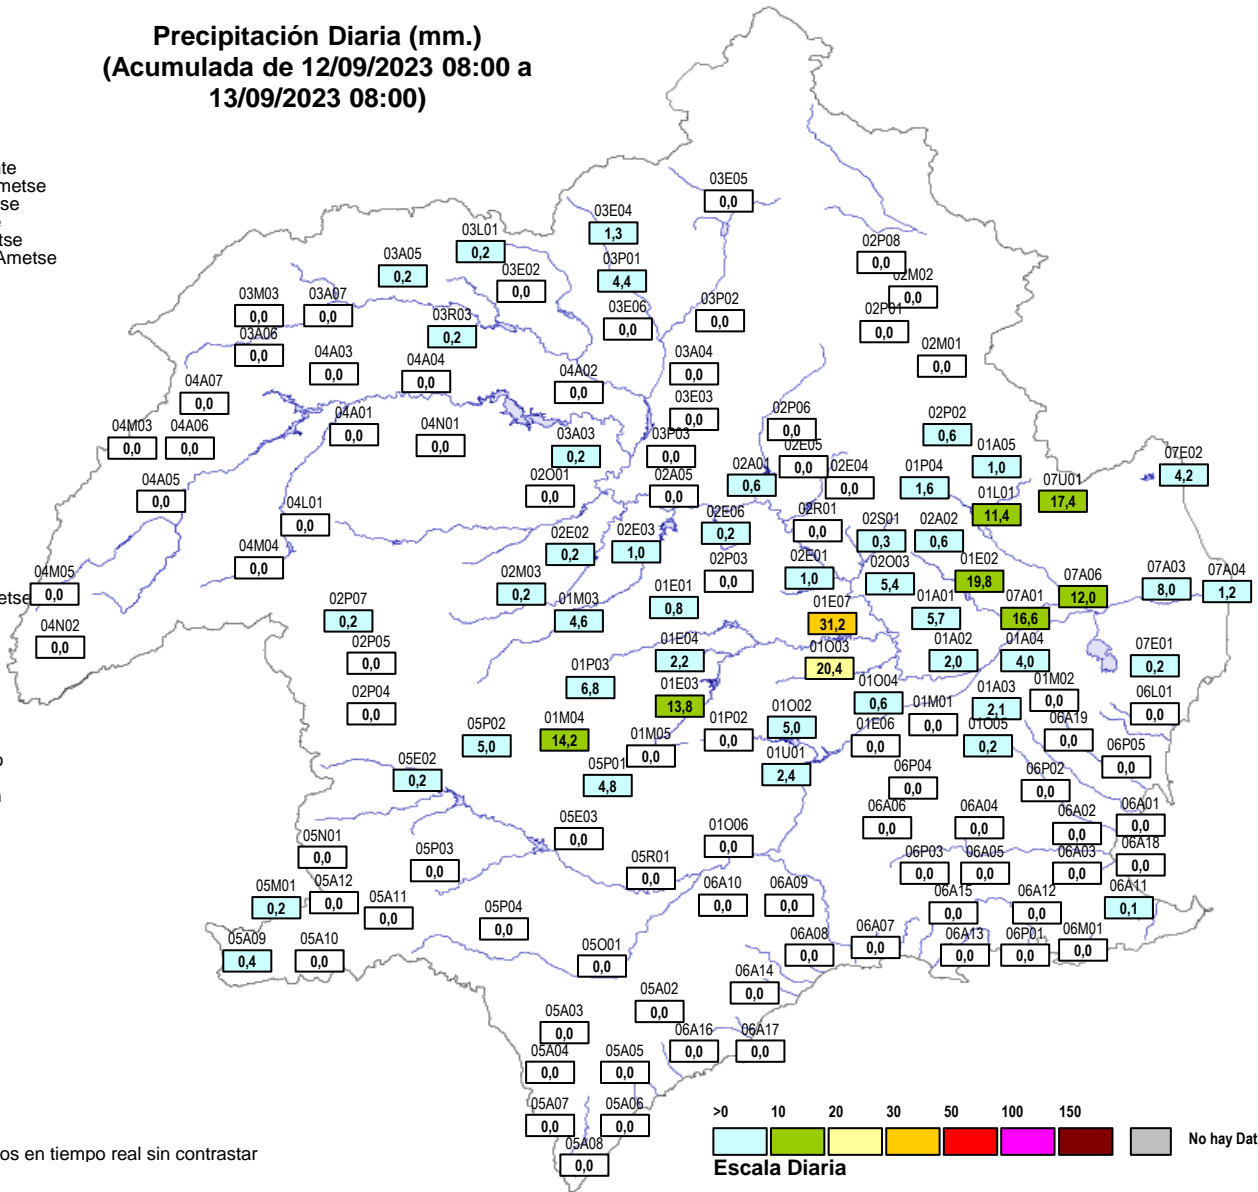 Precipitación Diaria (mm.)
(Acumulada de 12/09/2023 08:00 a
13/09/2023 08:00)
03E05
0,0
03E04
1,3
03L01
0,2
03A05
0,2
03E02
0,0
03P01
4,4
02P08
0,0
02M02
0,0
03M03
0,0
03A07
0,0
03R03
0,2
03E06
0,0
03P02
0,0
02P01
0,0
03A06
0,0
04A03
0,0
04A04
0,0
04A02
0,0
03A04
0,0
02M01
0,0
04A07
0,0
04A01
0,0
04N01
0,0
03E03
0,0
02P06
0,0
02P02
0,6
04M03
0,0
04A06
0,0
03A03
0,2
03P03
0,0
02E05
0,0
01A05
1,0
07E02
4,2
04A05
0,0
02O01
0,0
02A05
0,0
02A01
0,6
02E04
0,0
01P04
1,6
01L01
11,4
07U01
17,4
04L01
0,0
02E02
0,2
02E03
1,0
02E06
0,2
02R01
0,0
02S01
0,3
02A02
0,6
04M04
0,0
04M05
0,0
02M03
0,2
02P03
0,0
02E01
1,0
02O03
5,4
01E02
19,8
07A06
12,0
07A03
8,0
07A04
1,2
02P07
0,2
01M03
4,6
01E01
0,8
01E07
31,2
01A01
5,7
07A01
16,6
04N02
0,0
02P05
0,0
01E04
2,2
01O03
20,4
01A02
2,0
01A04
4,0
07E01
0,2
02P04
0,0
01P03
6,8
01E03
13,8
01O04
0,6
01M01
0,0
01A03
2,1
01M02
0,0
06L01
0,0
05P02
5,0
01M04
14,2
01M05
0,0
01P02
0,0
01O02
5,0
01E06
0,0
01O05
0,2
06A19
0,0
06P05
0,0
05E02
0,2
05P01
4,8
01U01
2,4
06P04
0,0
06P02
0,0
05E03
0,0
01O06
0,0
06A06
0,0
06A04
0,0
06A02
0,0
06A01
0,0
05N01
0,0
05P03
0,0
05R01
0,0
06P03
0,0
06A05
0,0
06A03
0,0
06A18
0,0
05M01
0,2
05A12
0,0
05A11
0,0
05P04
0,0
06A10
0,0
06A09
0,0
06A15
0,0
06A12
0,0
06A11
0,1
05A09
0,4
05A10
0,0
05O01
0,0
06A08
0,0
06A07
0,0
06A13
0,0
06P01
0,0
06M01
0,0
06A14
0,0
05A02
0,0
05A03
0,0
06A16
0,0
06A17
0,0
05A04
0,0
05A05
0,0
05A07
0,0
05A06
0,0
05A08
0,0
>0 10 20 30 50 100 150
No hay Dat
Escala Diaria
os en tiempo real sin contrastar